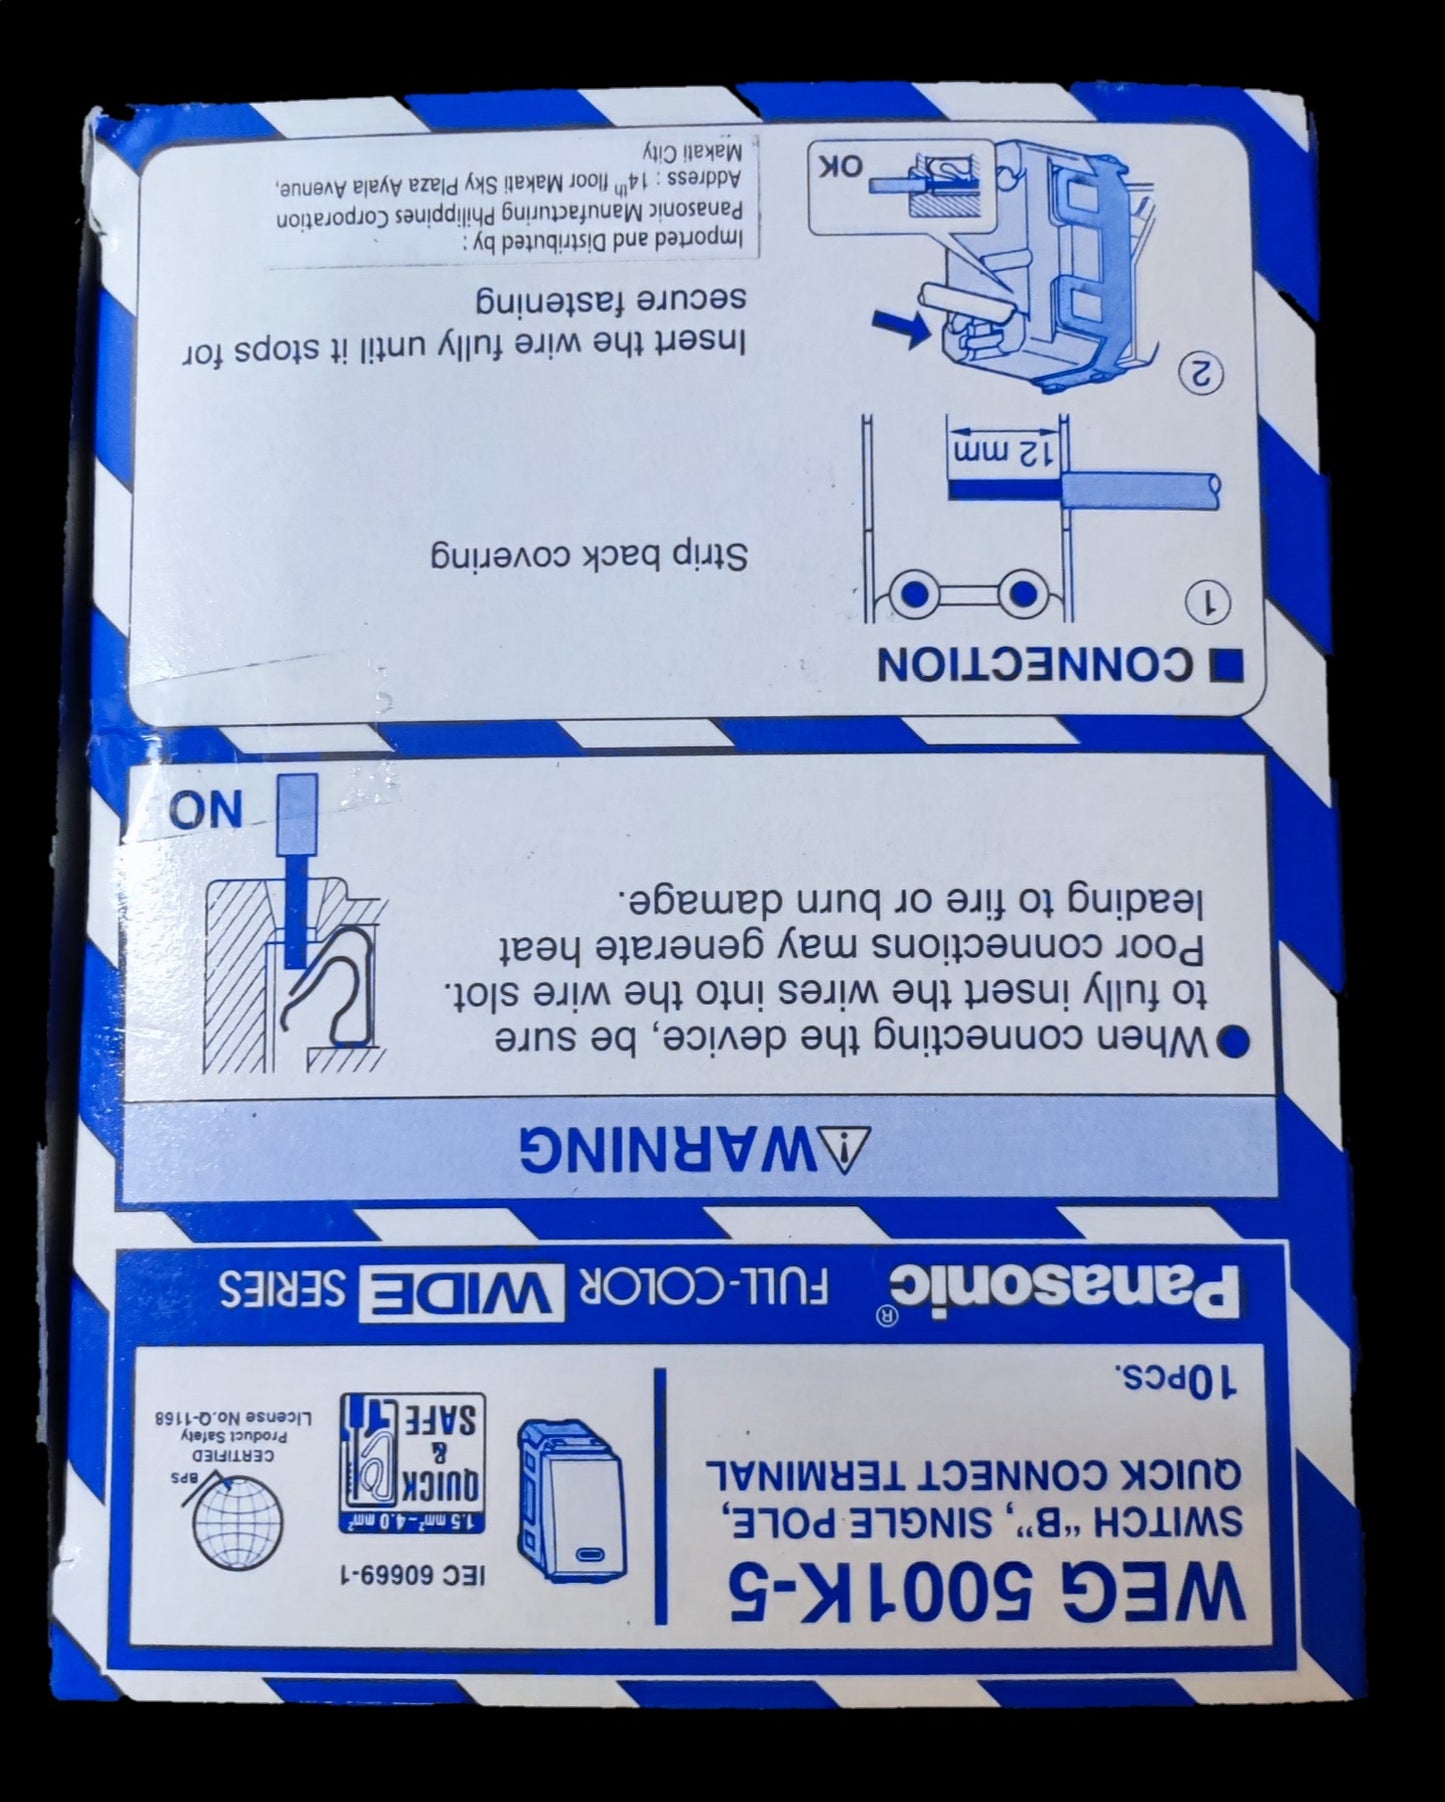 WEG 5001K-5
SWITCH "B", SINGLE POLE,
QUICK CONNECT TERMINAL
10PCS.
IEC 60669-1
1.5 mm²~4.0 mm²
QUICK
&
SAFE
BPS
CERTIFIED
Product Safety
License No.Q-1168
Panasonic®
FULL-COLOR WIDE SERIES
WARNING
● When connecting the device, be sure
to fully insert the wires into the wire slot.
Poor connections may generate heat
leading to fire or burn damage.
NO
■ CONNECTION
①
Strip back covering
12 mm
②
Insert the wire fully until it stops for
secure fastening
OK
Imported and Distributed by :
Panasonic Manufacturing Philippines Corporation
Address : 14th floor Makati Sky Plaza Ayala Avenue,
Makati City